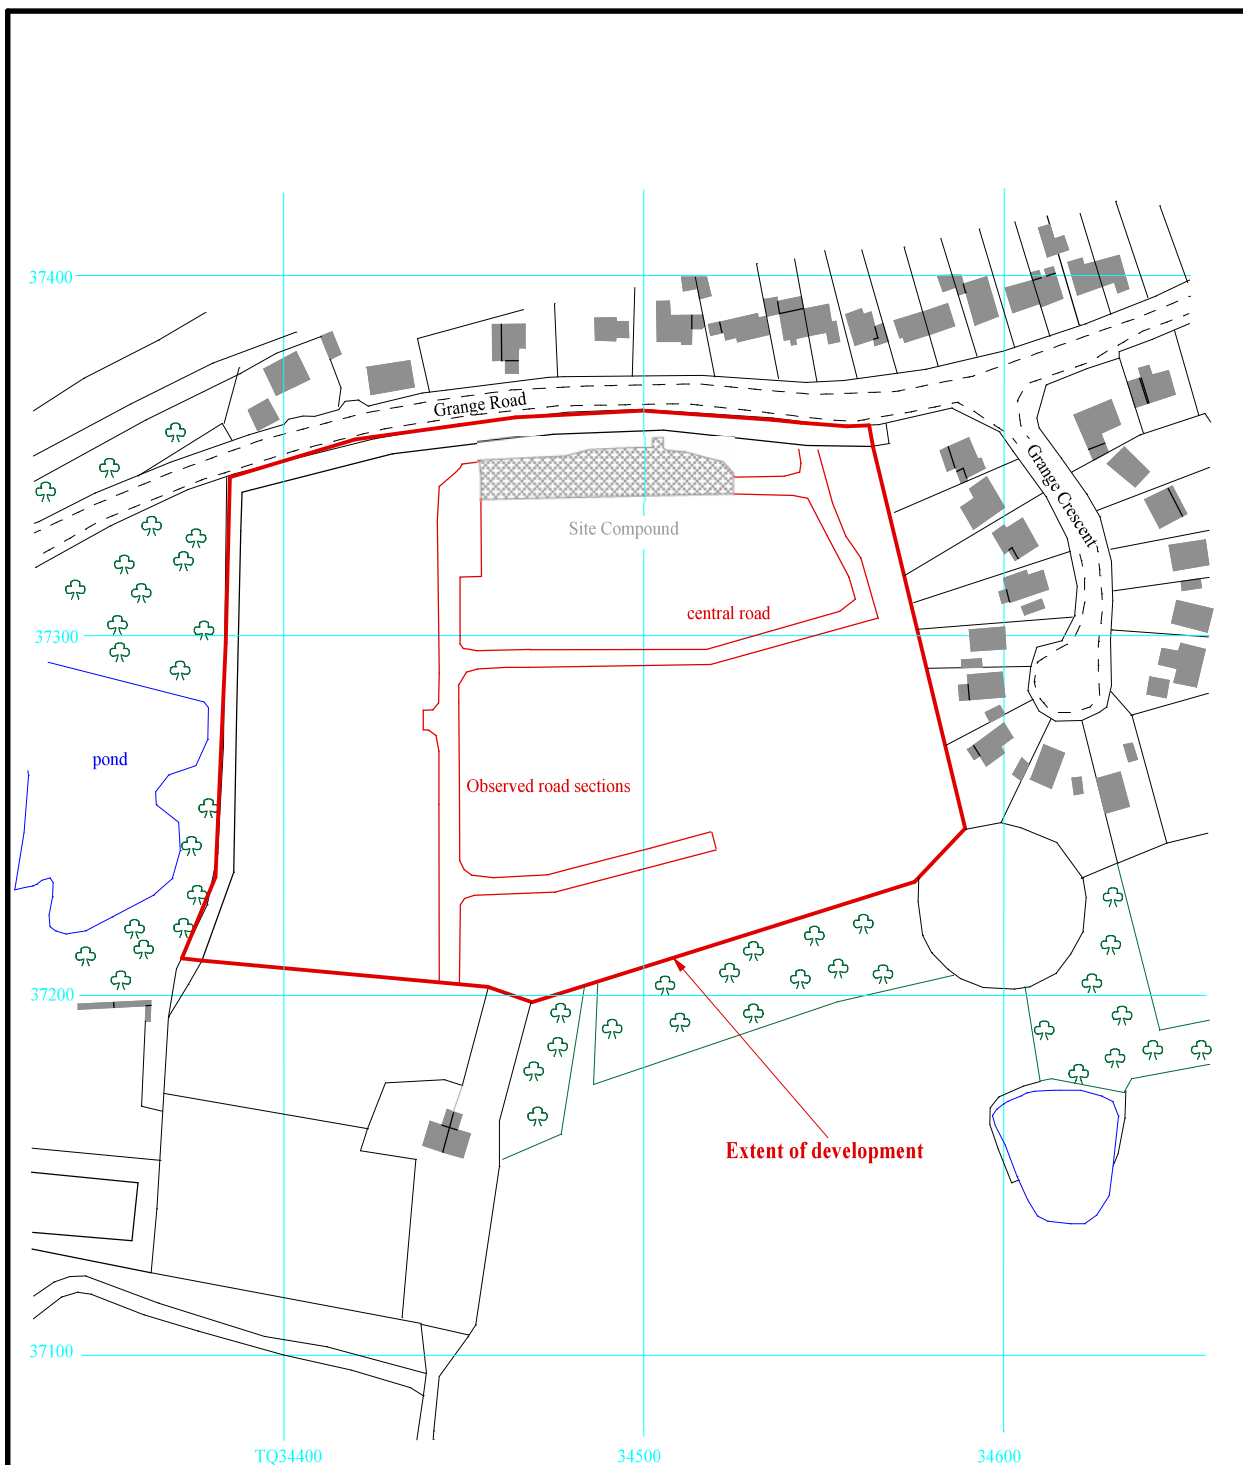 37400
Grange Road
Grange Crescent
Site Compound
central road
37300
pond
Observed road sections
37200
Extent of development
37100
TQ34400
34500
34600